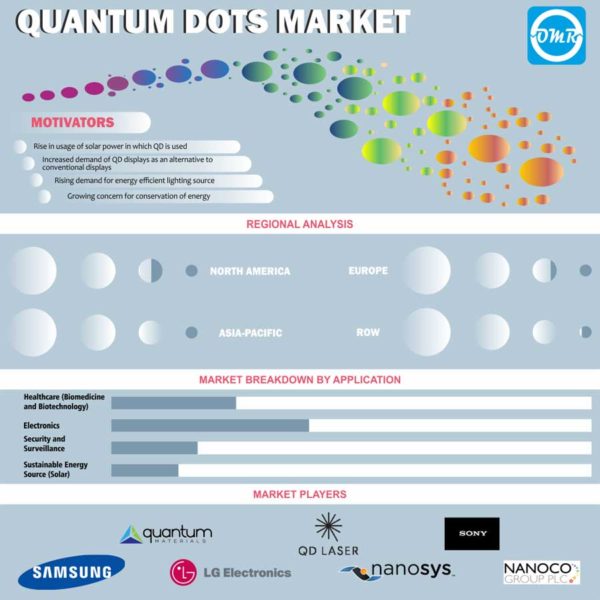 QUANTUM DOTS MARKET
OMR
MOTIVATORS
Rise in usage of solar power in which QD is used
Increased demand of QD displays as an alternative to
conventional displays
Rising demand for energy efficient lighting source
Growing concern for conservation of energy
REGIONAL ANALYSIS
NORTH AMERICA
EUROPE
ASIA-PACIFIC
ROW
MARKET BREAKDOWN BY APPLICATION
Healthcare (Biomedicine
and Biotechnology)
Electronics
Security and
Surveillance
Sustainable Energy
Source (Solar)
MARKET PLAYERS
quantum
MATERIALS
QD LASER
SONY
SAMSUNG
LG Electronics
nanosys
NANOCO
GROUP PLC